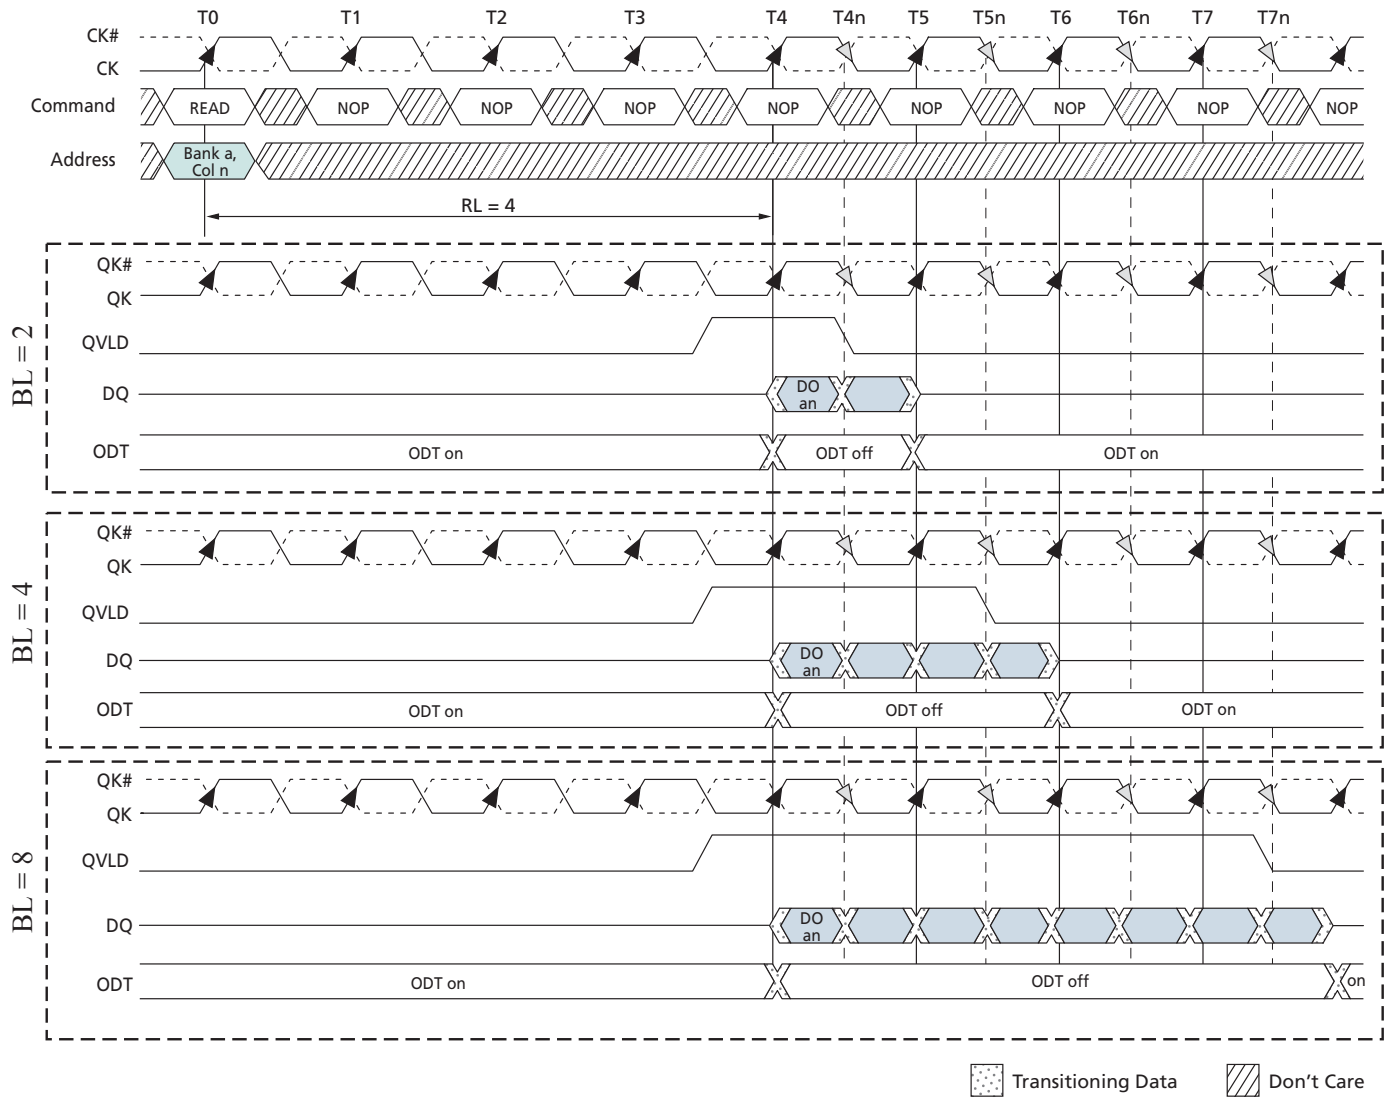 T0 T1 T2 T3 T4 T4n T5 T5n T6 T6n T7 T7n
CK#
CK
Command READ NOP NOP NOP NOP NOP NOP NOP NOP
Address Bank a,
Col n
RL = 4
BL = 2
QK#
QK
QVLD
DQ DO
an
ODT ODT on ODT off ODT on
BL = 4
QK#
QK
QVLD
DQ DO
an
ODT ODT on ODT off ODT on
BL = 8
QK#
QK
QVLD
DQ DO
an
ODT ODT on ODT off on
Transitioning Data Don't Care